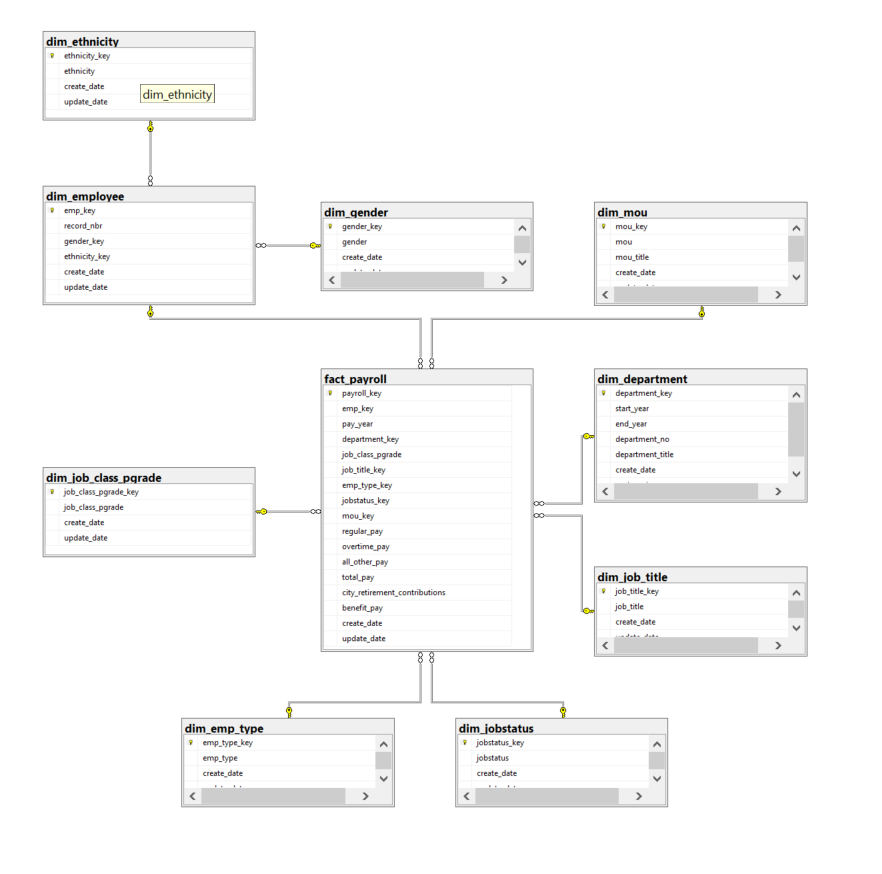 dim_ethnicity
ethnicity_key
ethnicity
create_date
update_date
dim_ethnicity
dim_employee
emp_key
record_nbr
gender_key
ethnicity_key
create_date
update_date
dim_gender
gender_key
gender
create_date
dim_mou
mou_key
mou
mou_title
create_date
fact_payroll
payroll_key
emp_key
pay_year
department_key
job_class_pgrade
job_title_key
emp_type_key
jobstatus_key
mou_key
regular_pay
overtime_pay
all_other_pay
total_pay
city_retirement_contributions
benefit_pay
create_date
update_date
dim_department
department_key
start_year
end_year
department_no
department_title
create_date
dim_job_class_pgrade
job_class_pgrade_key
job_class_pgrade
create_date
update_date
dim_job_title
job_title_key
job_title
create_date
update_date
dim_emp_type
emp_type_key
emp_type
create_date
dim_jobstatus
jobstatus_key
jobstatus
create_date